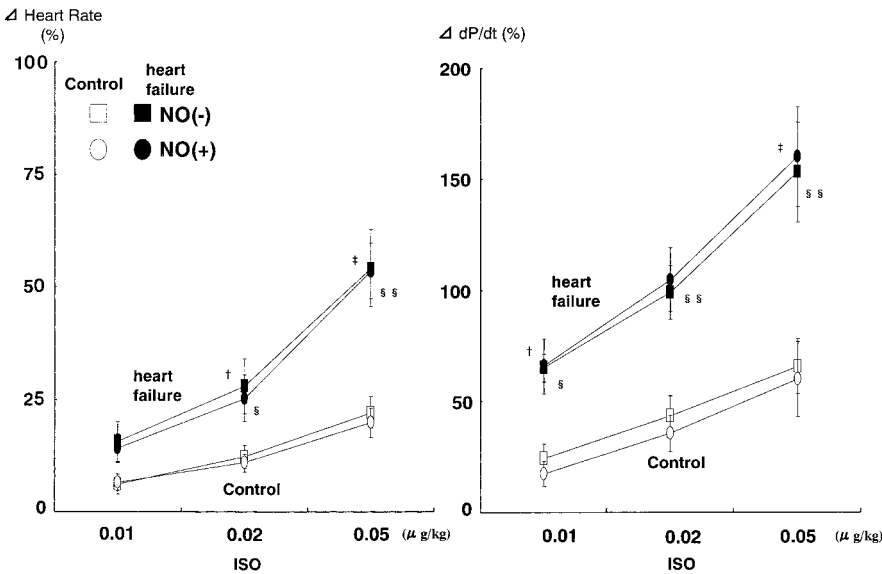 ⊿ Heart Rate
(%)
100
75
50
25
0
Control
heart
failure
NO(-)
NO(+)
‡
§ §
heart
failure
†
§
Control
0.01
0.02
0.05
(μ g/kg)
ISO
⊿ dP/dt (%)
200
150
100
50
0
‡
§ §
heart
failure
§ §
†
§
Control
0.01
0.02
0.05
(μ g/kg)
ISO